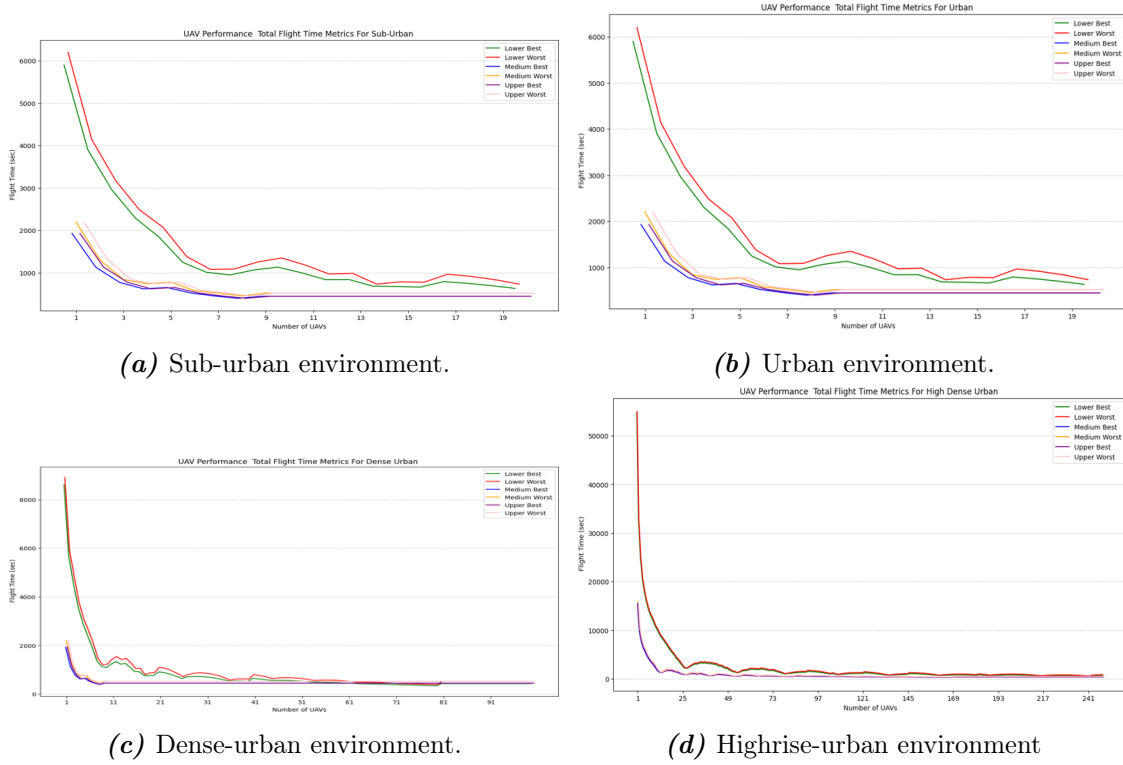 UAV Performance  Total Flight Time Metrics For Sub-Urban
Lower Best
Lower Worst
Medium Best
Medium Worst
Upper Best
Upper Worst
6000
5000
4000
3000
2000
1000
Flight Time (sec)
1 3 5 7 9 11 13 15 17 19
Number of UAVs
(a) Sub-urban environment.
UAV Performance  Total Flight Time Metrics For Urban
Lower Best
Lower Worst
Medium Best
Medium Worst
Upper Best
Upper Worst
6000
5000
4000
3000
2000
1000
Flight Time (sec)
1 3 5 7 9 11 13 15 17 19
Number of UAVs
(b) Urban environment.
UAV Performance  Total Flight Time Metrics For Dense Urban
Lower Best
Lower Worst
Medium Best
Medium Worst
Upper Best
Upper Worst
8000
6000
4000
2000
0
Flight Time (sec)
1 11 21 31 41 51 61 71 81 91
Number of UAVs
(c) Dense-urban environment.
UAV Performance  Total Flight Time Metrics For High Dense Urban
Lower Best
Lower Worst
Medium Best
Medium Worst
Upper Best
Upper Worst
50000
40000
30000
20000
10000
0
Flight Time (sec)
1 25 49 73 97 121 145 169 193 217 241
Number of UAVs
(d) Highrise-urban environment